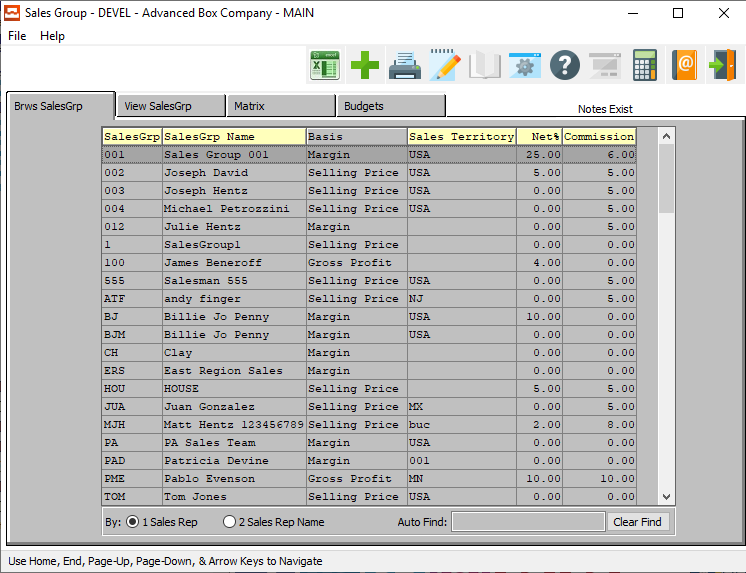 Sales Group - DEVEL - Advanced Box Company - MAIN
File Help
Brws SalesGrp View SalesGrp Matrix Budgets Notes Exist
SalesGrp SalesGrp Name Basis Sales Territory Net% Commission
001 Sales Group 001 Margin USA 25.00 6.00
002 Joseph David Selling Price USA 5.00 5.00
003 Joseph Hentz Selling Price USA 0.00 5.00
004 Michael Petrozzini Selling Price USA 0.00 5.00
012 Julie Hentz Margin 0.00 5.00
1 SalesGroup1 Selling Price 0.00 0.00
100 James Beneroff Gross Profit 4.00 0.00
555 Salesman 555 Selling Price USA 0.00 5.00
ATF andy finger Selling Price NJ 0.00 5.00
BJ Billie Jo Penny Margin USA 10.00 0.00
BJM Billie Jo Penny Margin USA 0.00 0.00
CH Clay Margin 0.00 0.00
ERS East Region Sales Margin 0.00 0.00
HOU HOUSE Selling Price 5.00 5.00
JUA Juan Gonzalez Selling Price MX 0.00 5.00
MJH Matt Hentz 123456789 Selling Price buc 2.00 8.00
PA PA Sales Team Margin USA 0.00 0.00
PAD Patricia Devine Margin 001 0.00 0.00
PME Pablo Evenson Gross Profit MN 10.00 10.00
TOM Tom Jones Selling Price USA 0.00 0.00
By: 1 Sales Rep 2 Sales Rep Name Auto Find: Clear Find
Use Home, End, Page-Up, Page-Down, & Arrow Keys to Navigate